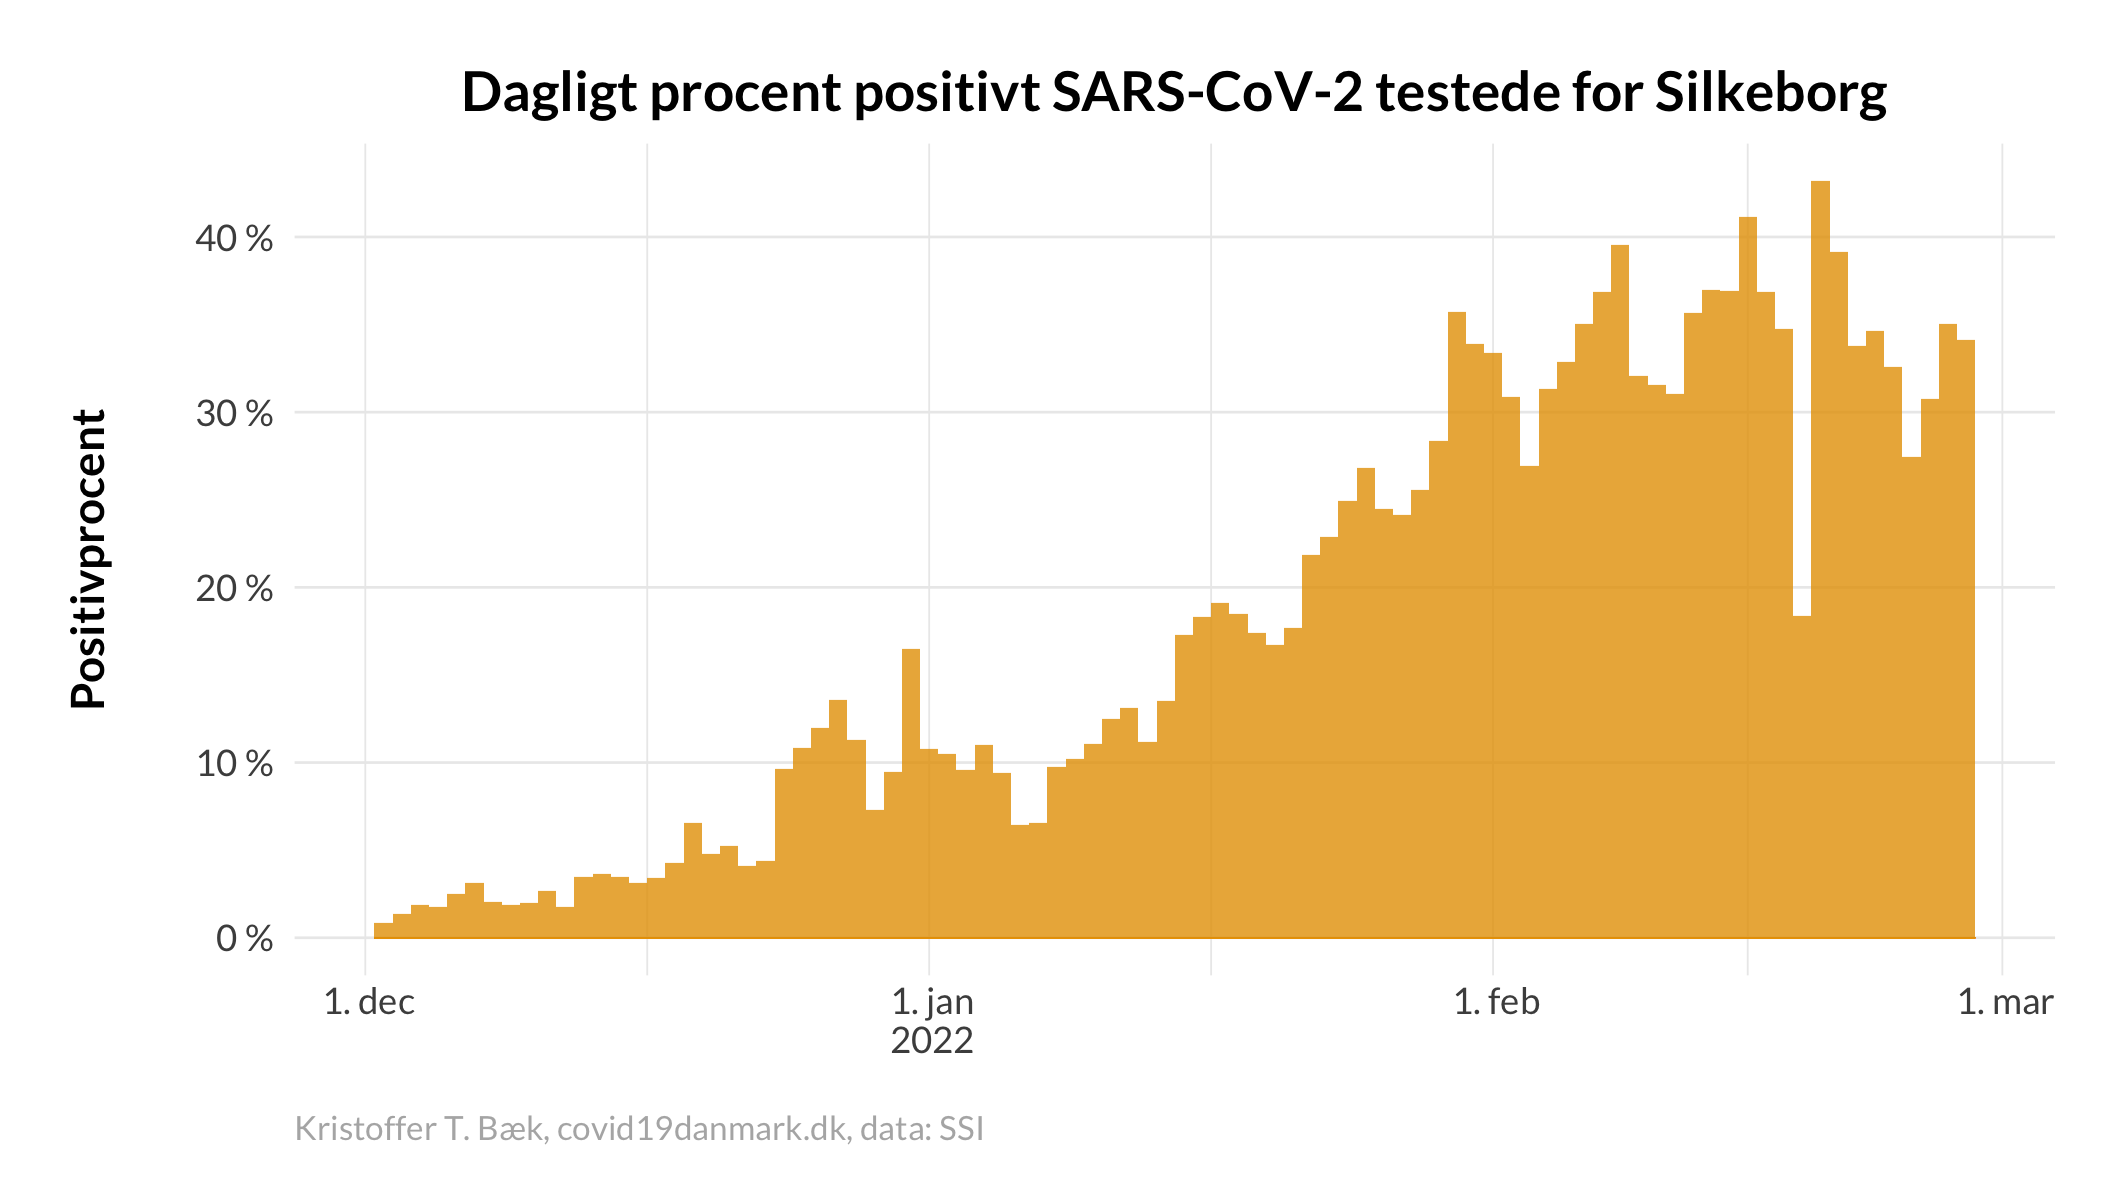 Dagligt procent positivt SARS-CoV-2 testede for Silkeborg
Positivprocent
40 %
30 %
20 %
10 %
0 %
1. dec
1. jan
2022
1. feb
1. mar
Kristoffer T. Bæk, covid19danmark.dk, data: SSI